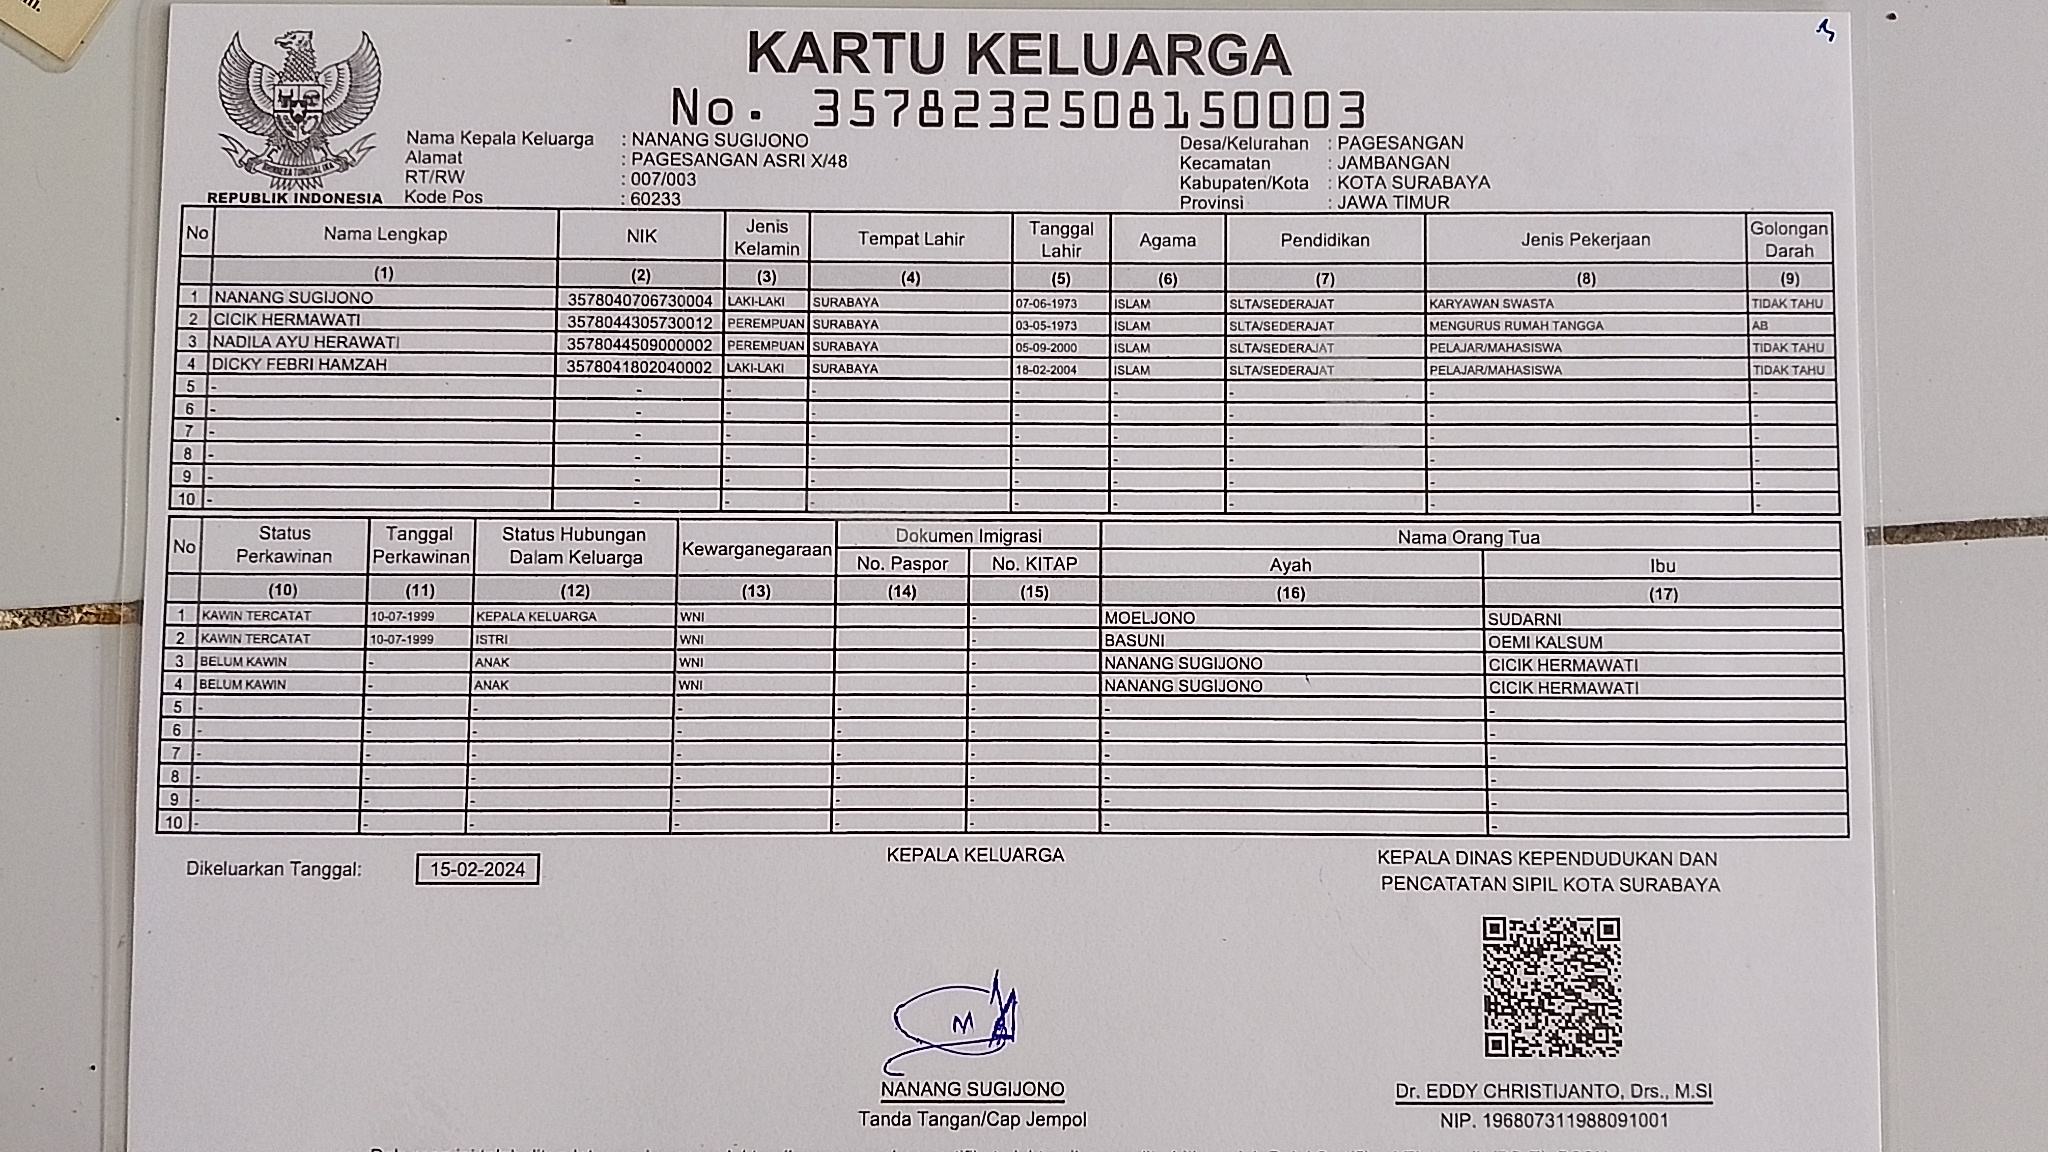 KARTU KELUARGA
No. 3578232508150003
REPUBLIK INDONESIA
Nama Kepala Keluarga : NANANG SUGIJONO
Alamat : PAGESANGAN ASRI X/48
RT/RW : 007/003
Kode Pos : 60233
Desa/Kelurahan : PAGESANGAN
Kecamatan : JAMBANGAN
Kabupaten/Kota : KOTA SURABAYA
Provinsi : JAWA TIMUR
No Nama Lengkap NIK Jenis Kelamin Tempat Lahir Tanggal Lahir Agama Pendidikan Jenis Pekerjaan Golongan Darah
(1) (2) (3) (4) (5) (6) (7) (8) (9)
1 NANANG SUGIJONO 3578040706730004 LAKI-LAKI SURABAYA 07-06-1973 ISLAM SLTA/SEDERAJAT KARYAWAN SWASTA TIDAK TAHU
2 CICIK HERMAWATI 3578044305730012 PEREMPUAN SURABAYA 03-05-1973 ISLAM SLTA/SEDERAJAT MENGURUS RUMAH TANGGA AB
3 NADILA AYU HERAWATI 3578044509000002 PEREMPUAN SURABAYA 05-09-2000 ISLAM SLTA/SEDERAJAT PELAJAR/MAHASISWA TIDAK TAHU
4 DICKY FEBRI HAMZAH 3578041802040002 LAKI-LAKI SURABAYA 18-02-2004 ISLAM SLTA/SEDERAJAT PELAJAR/MAHASISWA TIDAK TAHU
5 - - - - - - - - -
6 - - - - - - - - -
7 - - - - - - - - -
8 - - - - - - - - -
9 - - - - - - - - -
10 - - - - - - - - -
No Status Perkawinan Tanggal Perkawinan Status Hubungan Dalam Keluarga Kewarganegaraan Dokumen Imigrasi Nama Orang Tua
No. Paspor No. KITAP Ayah Ibu
(10) (11) (12) (13) (14) (15) (16) (17)
1 KAWIN TERCATAT 10-07-1999 KEPALA KELUARGA WNI - MOELJONO SUDARNI
2 KAWIN TERCATAT 10-07-1999 ISTRI WNI - BASUNI OEMI KALSUM
3 BELUM KAWIN - ANAK WNI - NANANG SUGIJONO CICIK HERMAWATI
4 BELUM KAWIN - ANAK WNI - NANANG SUGIJONO CICIK HERMAWATI
5 - - - - - - - -
6 - - - - - - - -
7 - - - - - - - -
8 - - - - - - - -
9 - - - - - - - -
10 - - - - - - - -
Dikeluarkan Tanggal: 15-02-2024
KEPALA KELUARGA
NANANG SUGIJONO
Tanda Tangan/Cap Jempol
KEPALA DINAS KEPENDUDUKAN DAN
PENCATATAN SIPIL KOTA SURABAYA
Dr. EDDY CHRISTIJANTO, Drs., M.SI
NIP. 196807311988091001